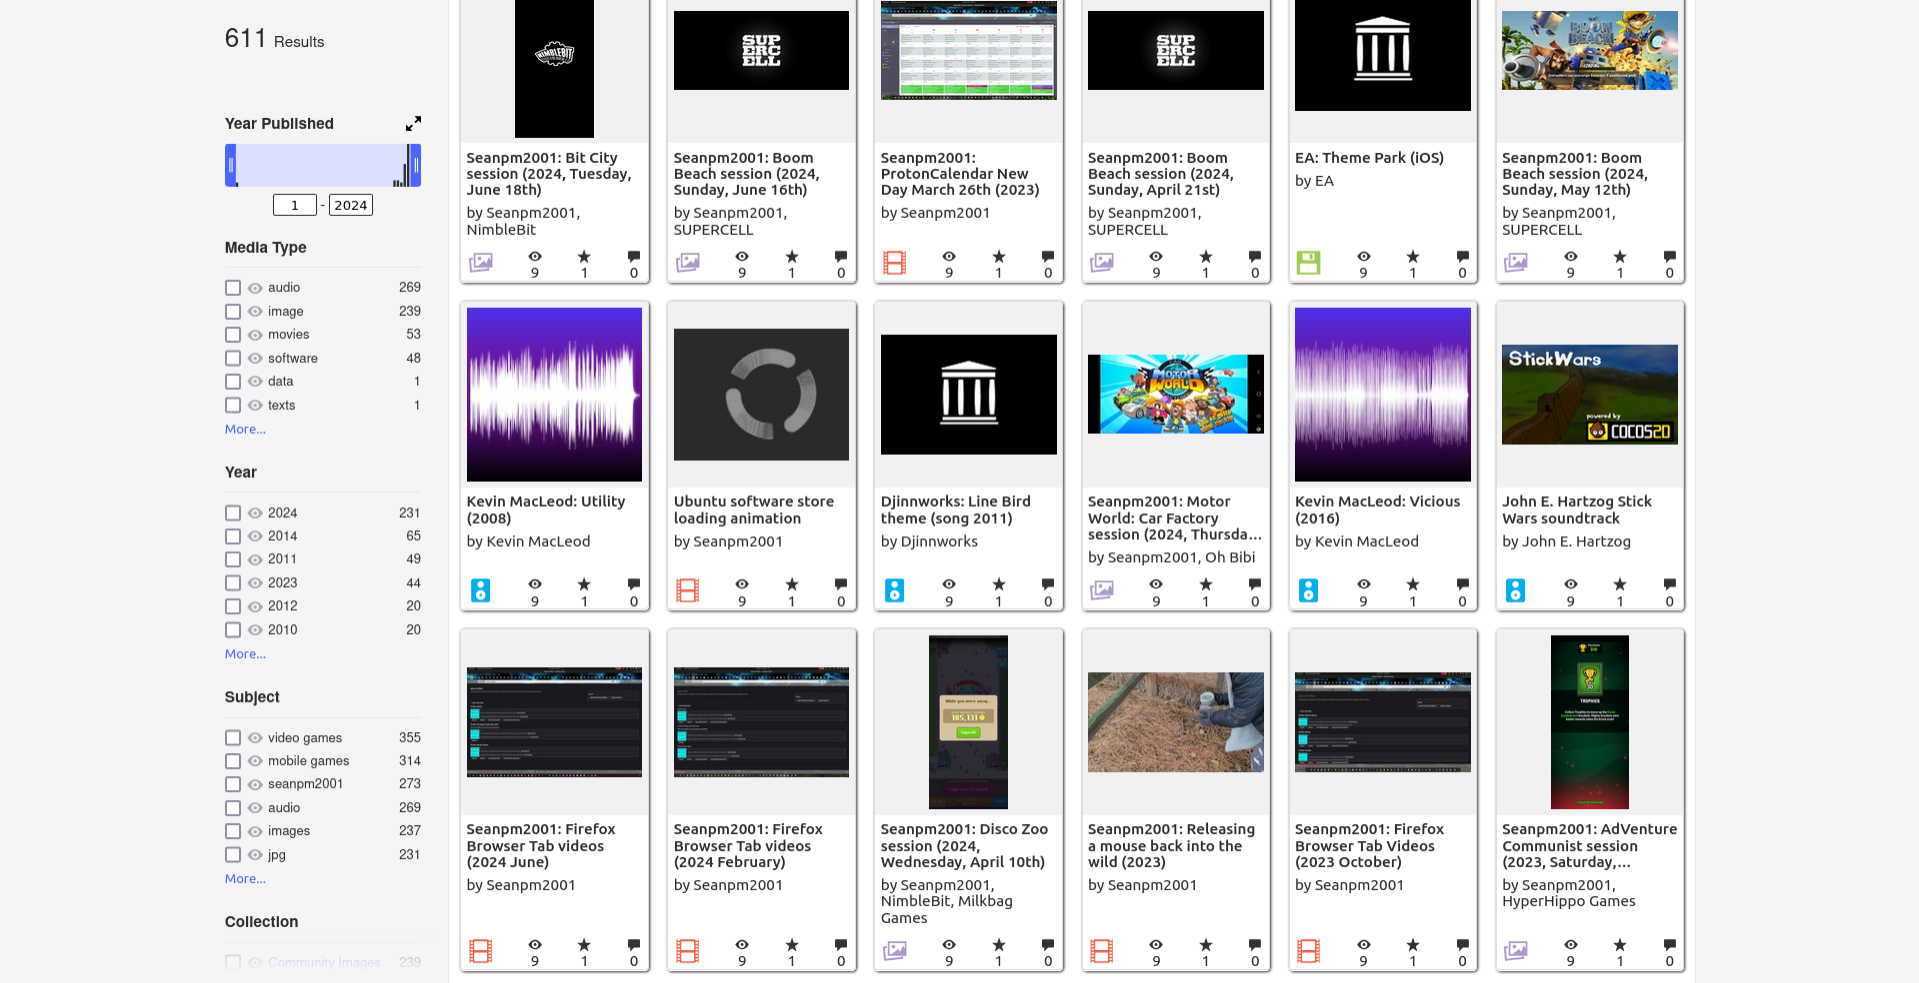 611 Results
Year Published
1 - 2024
Media Type
audio 269
image 239
movies 53
software 48
data 1
texts 1
More...
Year
2024 231
2014 65
2011 49
2023 44
2012 20
2010 20
More...
Subject
video games 355
mobile games 314
seanpm2001 273
audio 269
images 237
jpg 231
More...
Collection
Community Images 239
NIMBLEBIT
Seanpm2001: Bit City
session (2024, Tuesday,
June 18th)
by Seanpm2001,
NimbleBit
9 1 0
SUP
ERC
ELL
Seanpm2001: Boom
Beach session (2024,
Sunday, June 16th)
by Seanpm2001,
SUPERCELL
9 1 0
Seanpm2001:
ProtonCalendar New
Day March 26th (2023)
by Seanpm2001
9 1 0
SUP
ERC
ELL
Seanpm2001: Boom
Beach session (2024,
Sunday, April 21st)
by Seanpm2001,
SUPERCELL
9 1 0
EA: Theme Park (iOS)
by EA
9 1 0
BOOM
BEACH
Seanpm2001: Boom
Beach session (2024,
Sunday, May 12th)
by Seanpm2001,
SUPERCELL
9 1 0
Kevin MacLeod: Utility
(2008)
by Kevin MacLeod
9 1 0
Ubuntu software store
loading animation
by Seanpm2001
9 1 0
Djinnworks: Line Bird
theme (song 2011)
by Djinnworks
9 1 0
MOTOR
WORLD
Seanpm2001: Motor
World: Car Factory
session (2024, Thursda...
by Seanpm2001, Oh Bibi
9 1 0
Kevin MacLeod: Vicious
(2016)
by Kevin MacLeod
9 1 0
StickWars
powered by
COCOS2D
John E. Hartzog Stick
Wars soundtrack
by John E. Hartzog
9 1 0
Seanpm2001: Firefox
Browser Tab videos
(2024 June)
by Seanpm2001
9 1 0
Seanpm2001: Firefox
Browser Tab videos
(2024 February)
by Seanpm2001
9 1 0
While you were away...
185,131
Seanpm2001: Disco Zoo
session (2024,
Wednesday, April 10th)
by Seanpm2001,
NimbleBit, Milkbag
Games
9 1 0
Seanpm2001: Releasing
a mouse back into the
wild (2023)
by Seanpm2001
9 1 0
Seanpm2001: Firefox
Browser Tab Videos
(2023 October)
by Seanpm2001
9 1 0
TROPHIES
Seanpm2001: AdVenture
Communist session
(2023, Saturday,...
by Seanpm2001,
HyperHippo Games
9 1 0